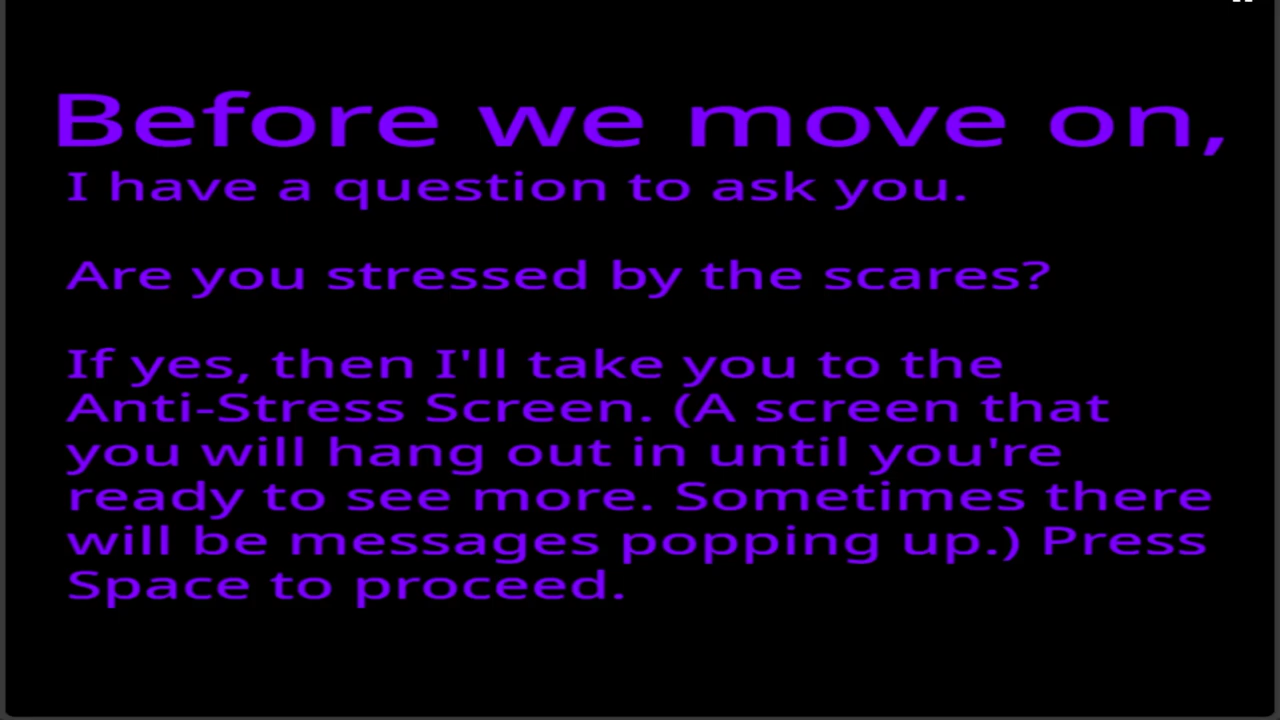 Before we move on,
I have a question to ask you.
Are you stressed by the scares?
If yes, then I'll take you to the
Anti-Stress Screen. (A screen that
you will hang out in until you're
ready to see more. Sometimes there
will be messages popping up.) Press
Space to proceed.